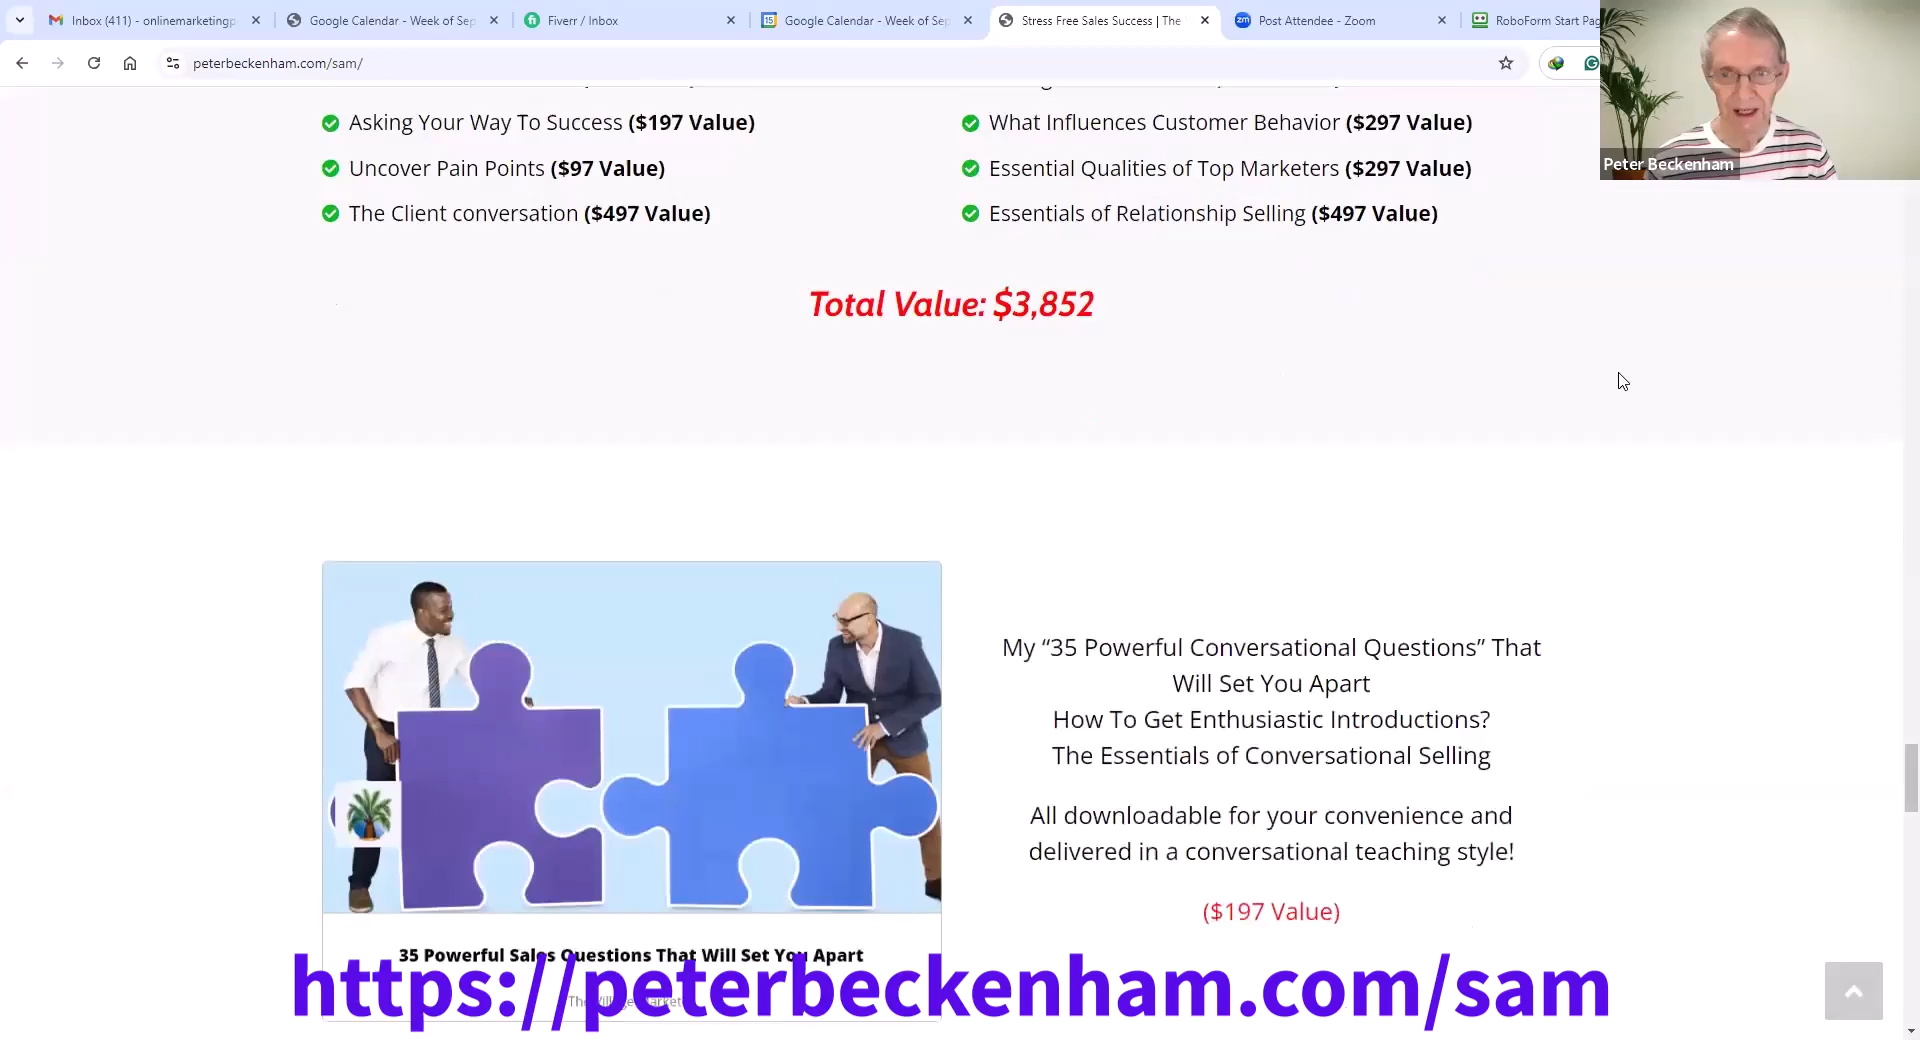 Inbox (411) - onlinemarketingp
Google Calendar - Week of Sep
Fiverr / Inbox
15
Google Calendar - Week of Sep
Stress Free Sales Success | The
zm
Post Attendee - Zoom
RoboForm Start Pag
peterbeckenham.com/sam/
Peter Beckenham
Asking Your Way To Success ($197 Value)
Uncover Pain Points ($97 Value)
The Client conversation ($497 Value)
What Influences Customer Behavior ($297 Value)
Essential Qualities of Top Marketers ($297 Value)
Essentials of Relationship Selling ($497 Value)
Total Value: $3,852
My “35 Powerful Conversational Questions” That
Will Set You Apart
How To Get Enthusiastic Introductions?
The Essentials of Conversational Selling
All downloadable for your convenience and
delivered in a conversational teaching style!
($197 Value)
35 Powerful Sales Questions That Will Set You Apart
https://peterbeckenham.com/sam